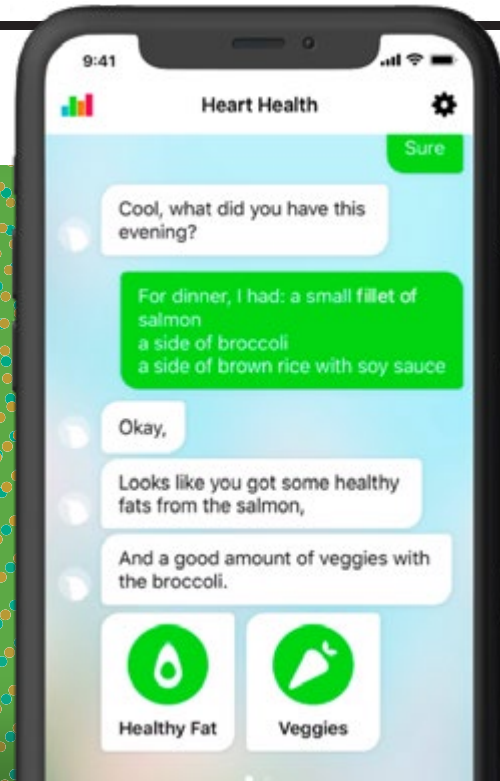 9:41
Heart Health
Sure
Cool, what did you have this
evening?
For dinner, I had: a small fillet of
salmon
a side of broccoli
a side of brown rice with soy sauce
Okay,
Looks like you got some healthy
fats from the salmon,
And a good amount of veggies with
the broccoli.
Healthy Fat
Veggies